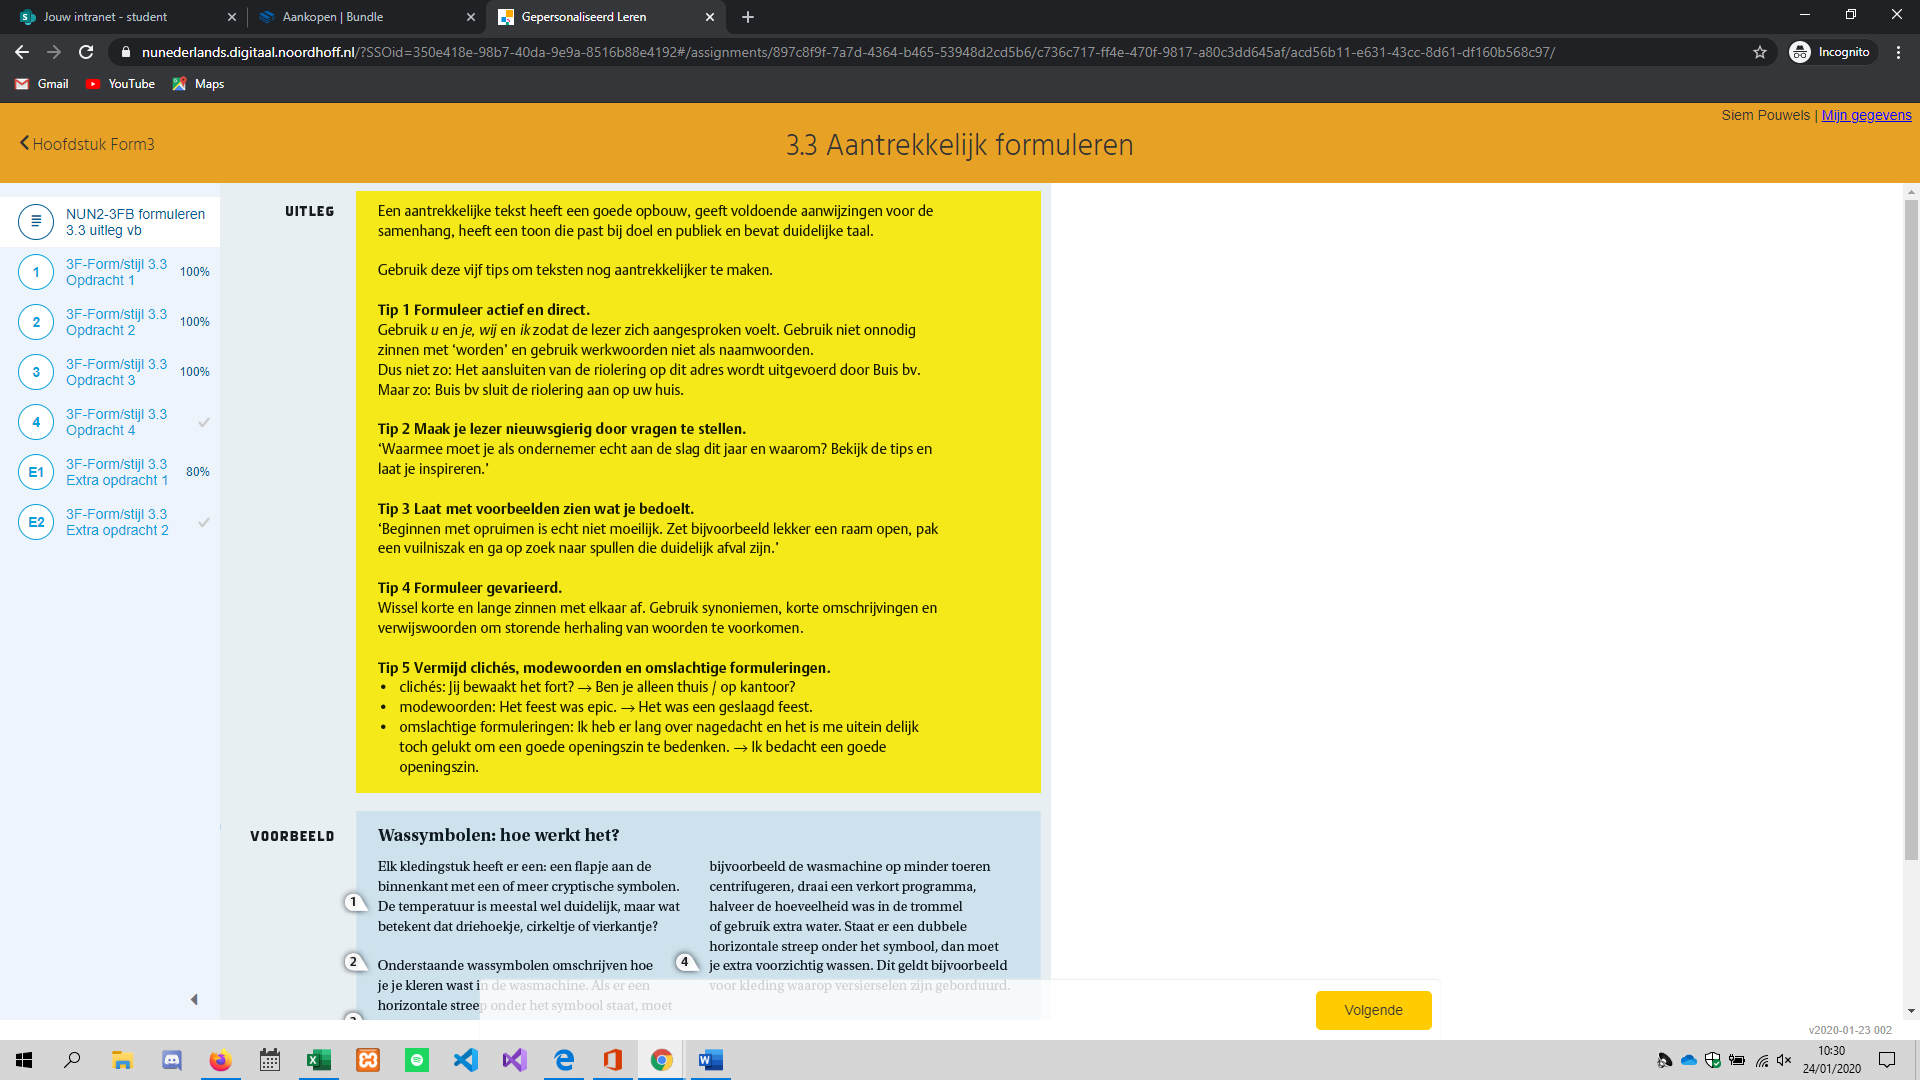 Jouw intranet - student
Aankopen | Bundle
Gepersonaliseerd Leren
nunederlands.digitaal.noordhoff.nl/?SSOid=350e418e-98b7-40da-9e9a-8516b88e4192#/assignments/897c8f9f-7a7d-4364-b465-53948d2cd5b6/c736c717-ff4e-470f-9817-a80c3dd645af/acd56b11-e631-43cc-8d61-df160b568c97/
Incognito
Gmail
YouTube
Maps
Siem Pouwels | Mijn gegevens
Hoofdstuk Form3
3.3 Aantrekkelijk formuleren
NUN2-3FB formuleren
3.3 uitleg vb
1
3F-Form/stijl 3.3
Opdracht 1
100%
2
3F-Form/stijl 3.3
Opdracht 2
100%
3
3F-Form/stijl 3.3
Opdracht 3
100%
4
3F-Form/stijl 3.3
Opdracht 4
E1
3F-Form/stijl 3.3
Extra opdracht 1
80%
E2
3F-Form/stijl 3.3
Extra opdracht 2
UITLEG
Een aantrekkelijke tekst heeft een goede opbouw, geeft voldoende aanwijzingen voor de
samenhang, heeft een toon die past bij doel en publiek en bevat duidelijke taal.
Gebruik deze vijf tips om teksten nog aantrekkelijker te maken.
Tip 1 Formuleer actief en direct.
Gebruik u en je, wij en ik zodat de lezer zich aangesproken voelt. Gebruik niet onnodig
zinnen met ‘worden’ en gebruik werkwoorden niet als naamwoorden.
Dus niet zo: Het aansluiten van de riolering op dit adres wordt uitgevoerd door Buis bv.
Maar zo: Buis bv sluit de riolering aan op uw huis.
Tip 2 Maak je lezer nieuwsgierig door vragen te stellen.
‘Waarmee moet je als ondernemer echt aan de slag dit jaar en waarom? Bekijk de tips en
laat je inspireren.’
Tip 3 Laat met voorbeelden zien wat je bedoelt.
‘Beginnen met opruimen is echt niet moeilijk. Zet bijvoorbeeld lekker een raam open, pak
een vuilniszak en ga op zoek naar spullen die duidelijk afval zijn.’
Tip 4 Formuleer gevarieerd.
Wissel korte en lange zinnen met elkaar af. Gebruik synoniemen, korte omschrijvingen en
verwijswoorden om storende herhaling van woorden te voorkomen.
Tip 5 Vermijd clichés, modewoorden en omslachtige formuleringen.
• clichés: Jij bewaakt het fort? → Ben je alleen thuis / op kantoor?
• modewoorden: Het feest was epic. → Het was een geslaagd feest.
• omslachtige formuleringen: Ik heb er lang over nagedacht en het is me uitein delijk
toch gelukt om een goede openingszin te bedenken. → Ik bedacht een goede
openingszin.
VOORBEELD
Wassymbolen: hoe werkt het?
Elk kledingstuk heeft er een: een flapje aan de
binnenkant met een of meer cryptische symbolen.
1
De temperatuur is meestal wel duidelijk, maar wat
betekent dat driehoekje, cirkeltje of vierkantje?
2
Onderstaande wassymbolen omschrijven hoe
je je kleren wast in de wasmachine. Als er een
horizontale streep onder het symbool staat, moet
bijvoorbeeld de wasmachine op minder toeren
centrifugeren, draai een verkort programma,
halveer de hoeveelheid was in de trommel
of gebruik extra water. Staat er een dubbele
horizontale streep onder het symbool, dan moet
4
je extra voorzichtig wassen. Dit geldt bijvoorbeeld
voor kleding waarop versierselen zijn geborduurd.
Volgende
v2020-01-23 002
10:30
24/01/2020